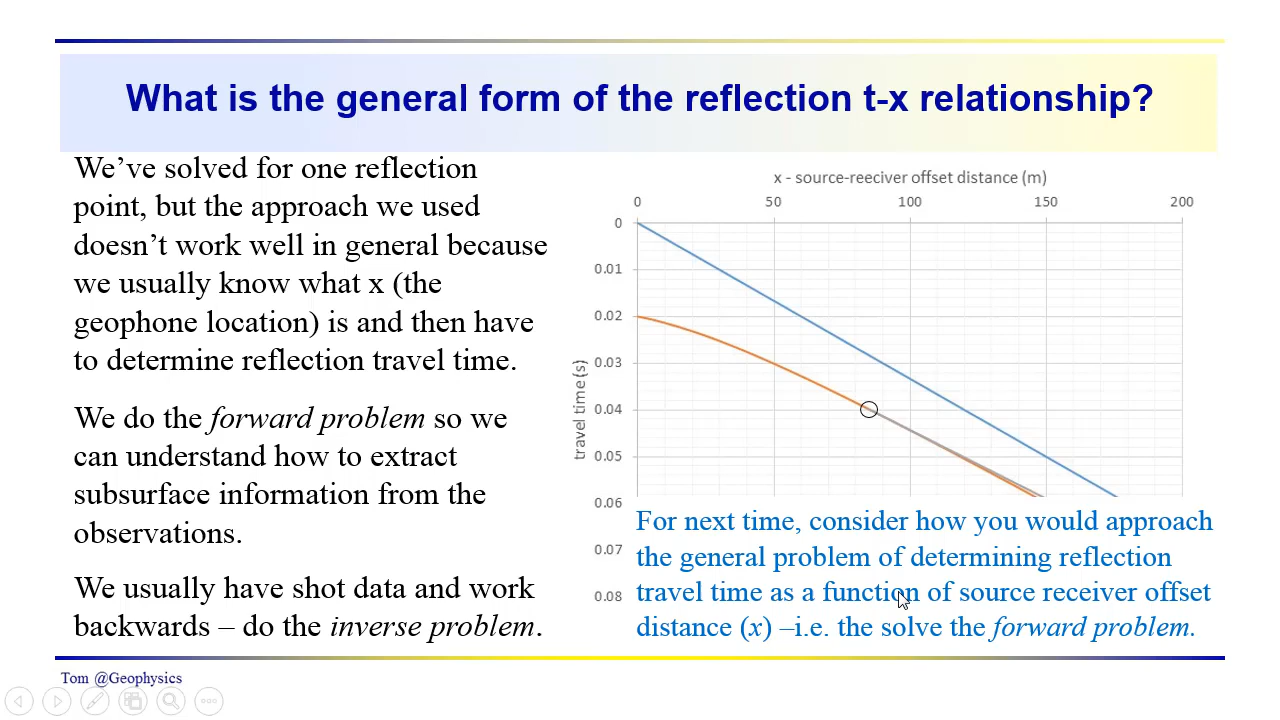 What is the general form of the reflection t-x relationship?
We’ve solved for one reflection
point, but the approach we used
doesn’t work well in general because
we usually know what x (the
geophone location) is and then have
to determine reflection travel time.
We do the forward problem so we
can understand how to extract
subsurface information from the
observations.
We usually have shot data and work
backwards – do the inverse problem.
x - source-reeciver offset distance (m)
0 50 100 150 200
0
0.01
0.02
0.03
0.04
0.05
0.06
0.07
0.08
travel time (s)
For next time, consider how you would approach
the general problem of determining reflection
travel time as a function of source receiver offset
distance (x) –i.e. the solve the forward problem.
Tom @Geophysics